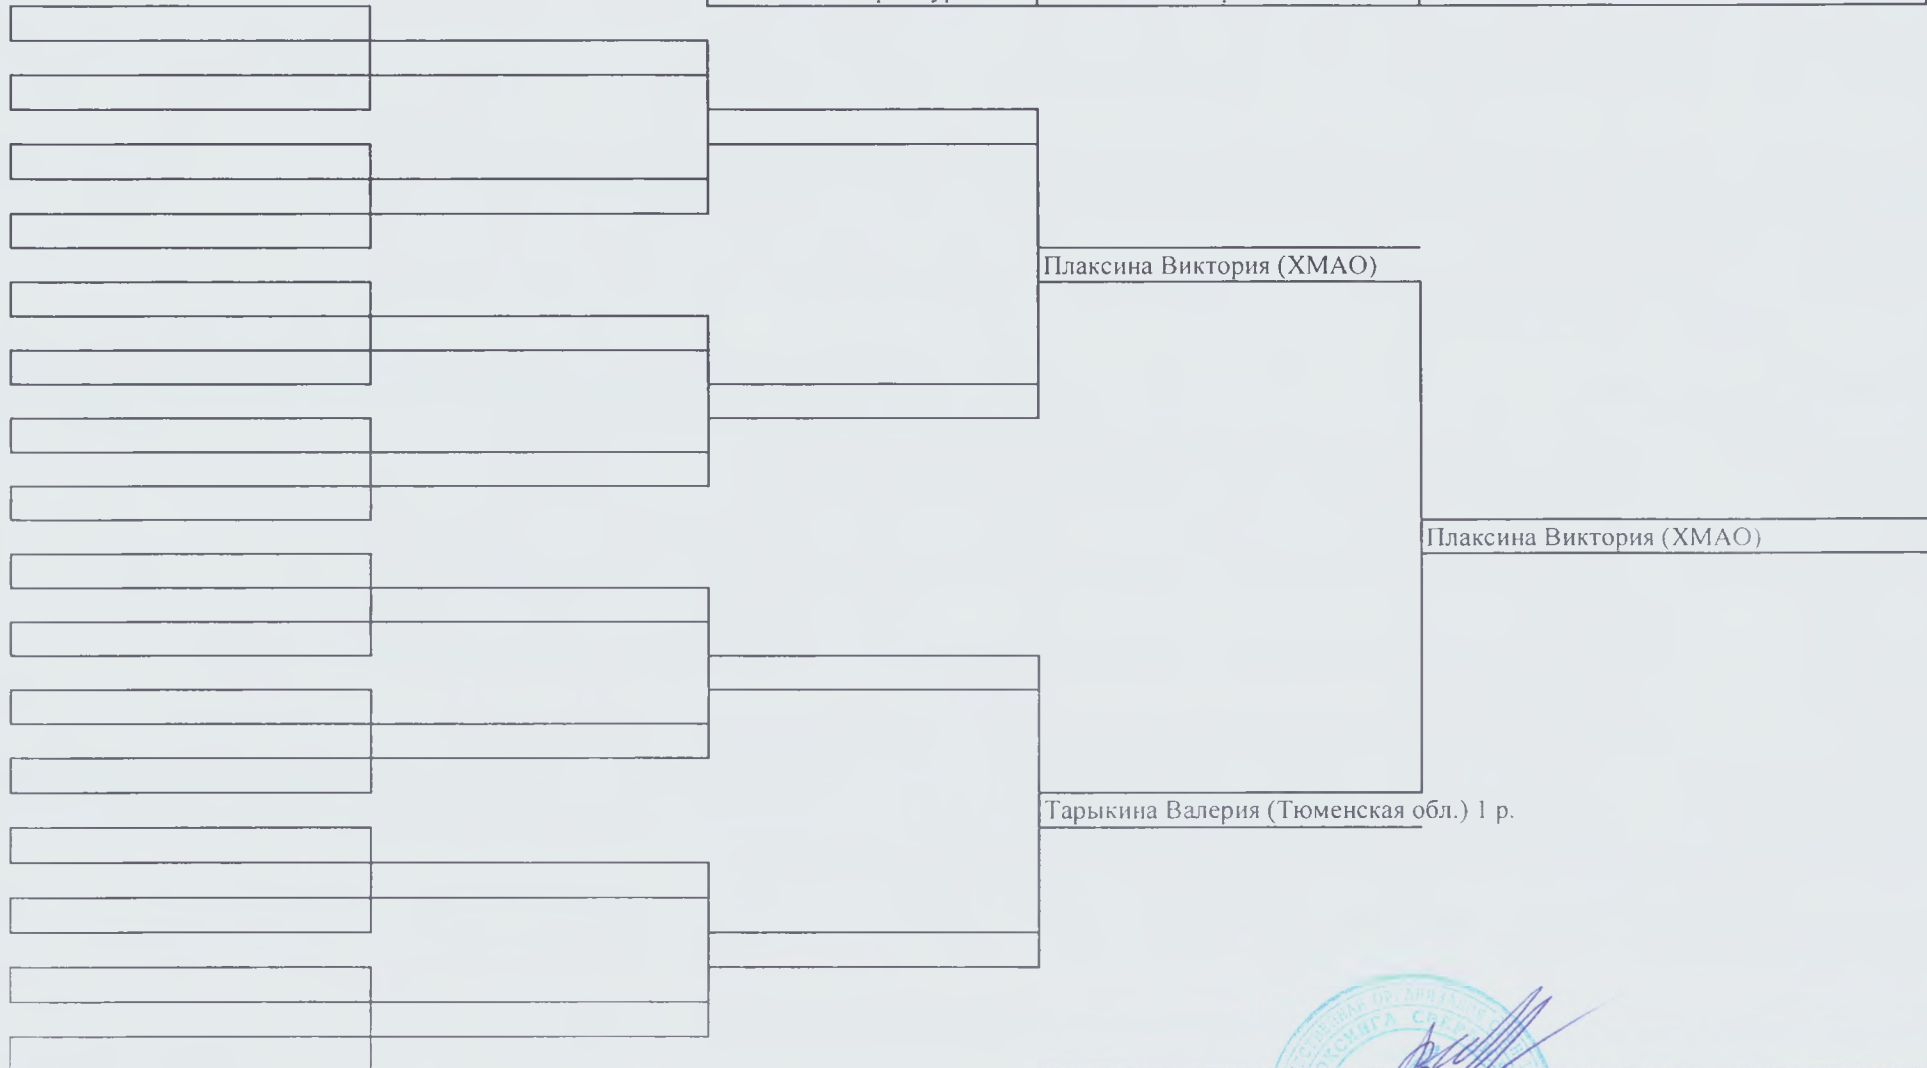 Плаксина Виктория (ХМАО)
Плаксина Виктория (ХМАО)
Тарыкина Валерия (Тюменская обл.) 1 р.